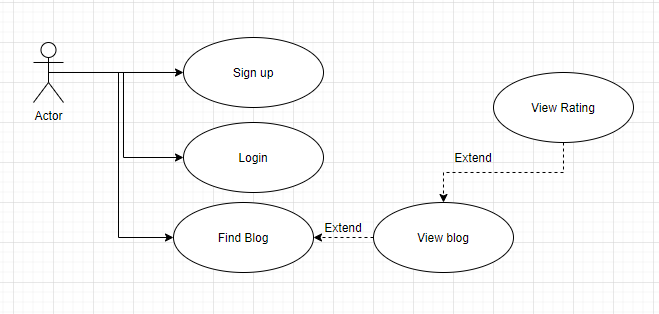 Sign up
Actor
View Rating
Login
Extend
Extend
Find Blog
View blog